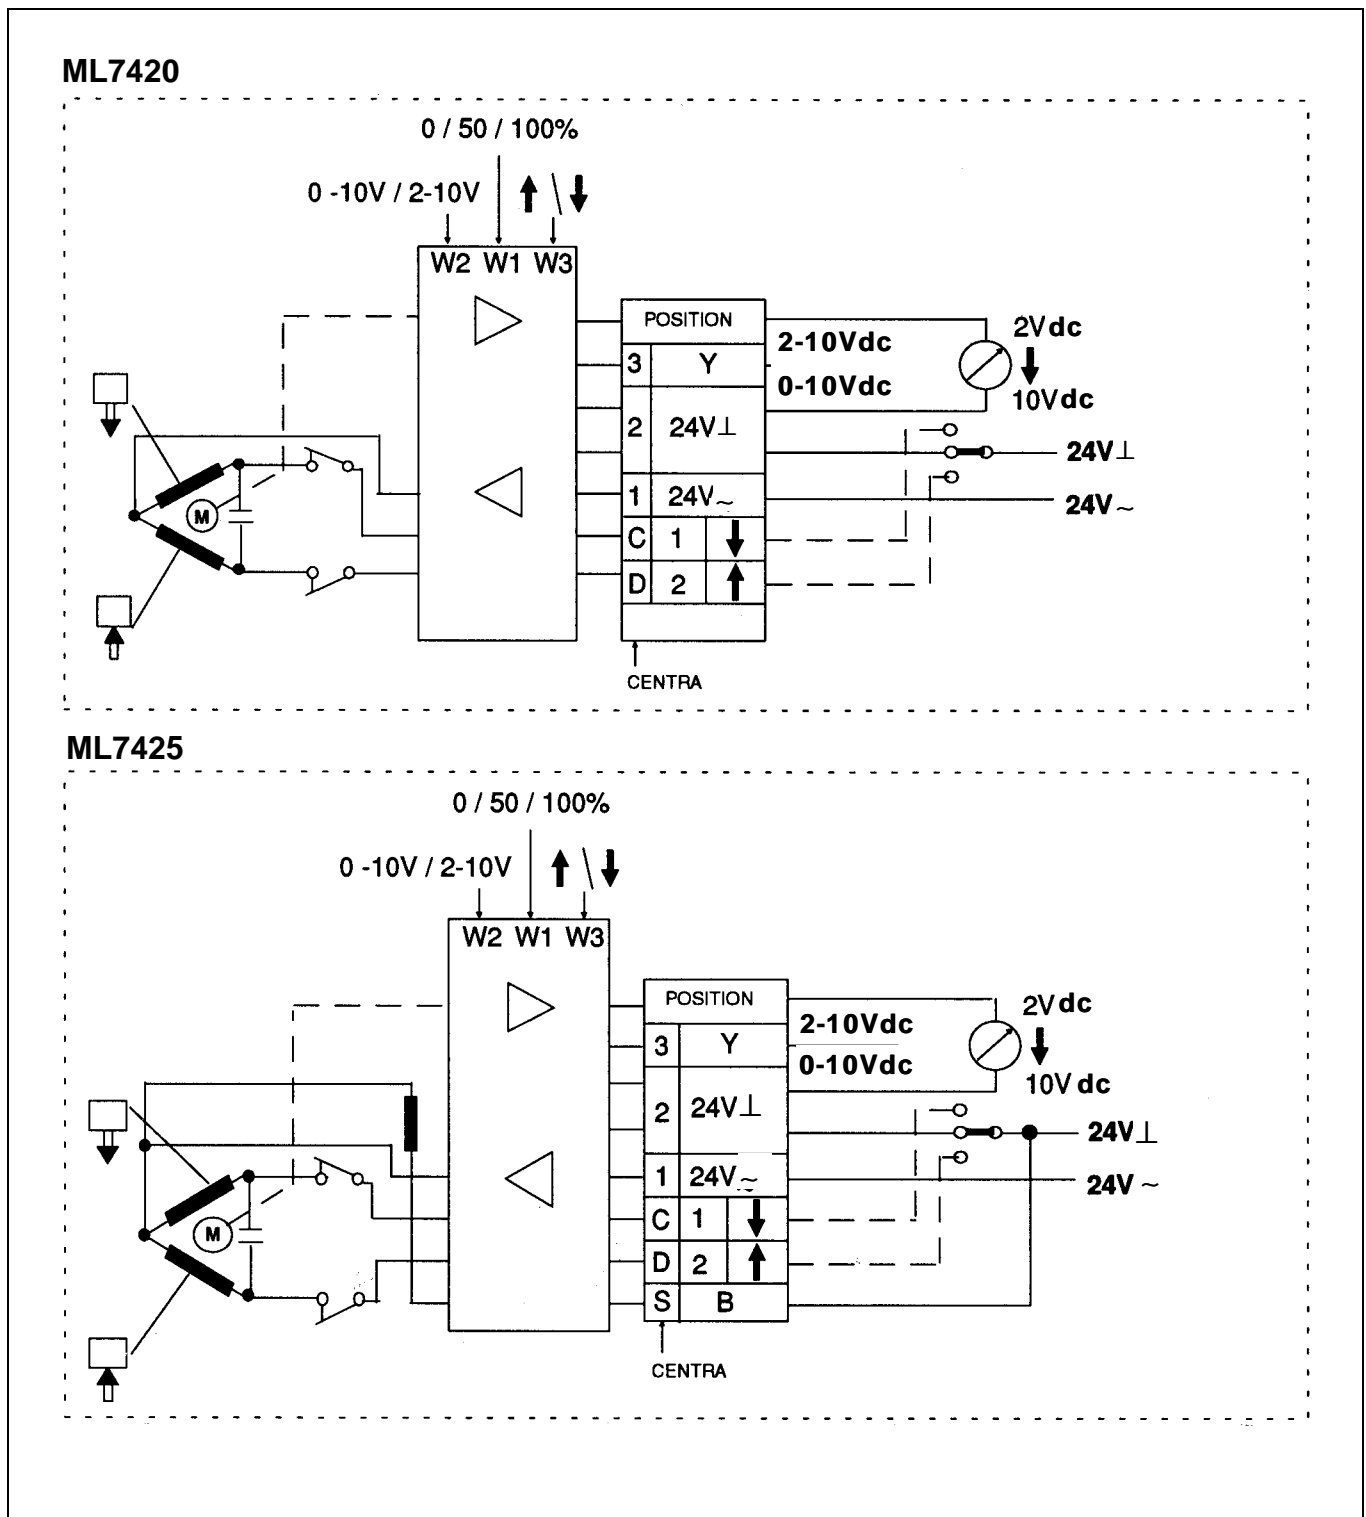 ML7420
0 / 50 / 100%
0 -10V / 2-10V
W2 W1 W3
POSITION
2Vdc
2-10Vdc
3 Y
0-10Vdc
10Vdc
2 24V⊥
24V⊥
1 24V~
24V~
M
C 1
D 2
CENTRA
ML7425
0 / 50 / 100%
0 -10V / 2-10V
W2 W1 W3
POSITION
2Vdc
2-10Vdc
3 Y
0-10Vdc
10Vdc
2 24V⊥
24V⊥
1 24V~
24V ~
C 1
M
D 2
S B
CENTRA